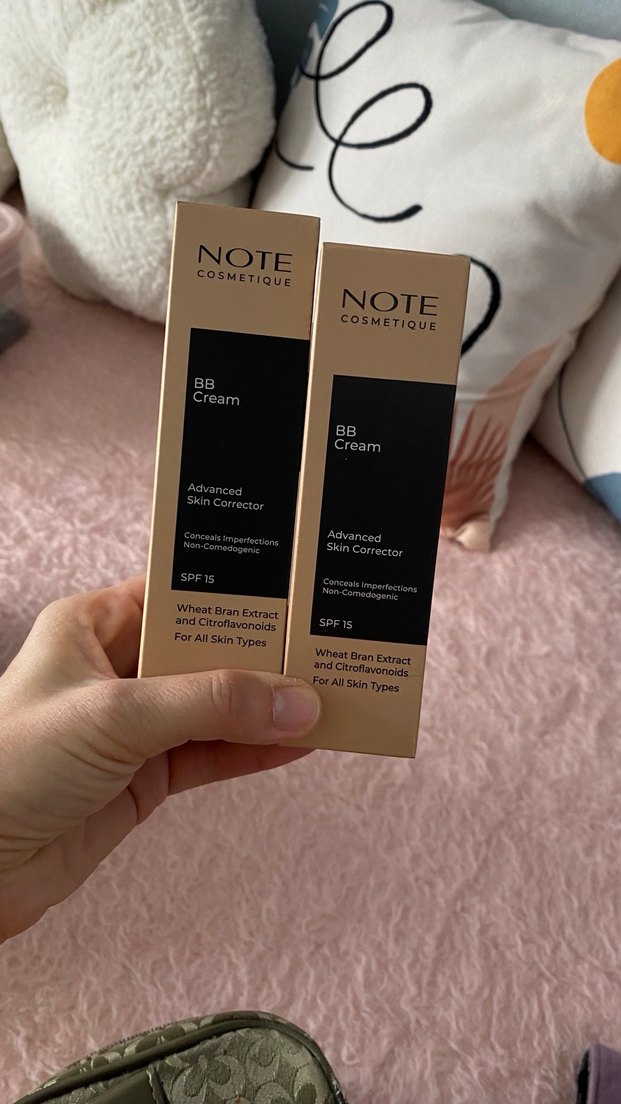 NOTE
COSMETIQUE
BB
Cream
Advanced
Skin Corrector
Conceals Imperfections
Non-Comedogenic
SPF 15
Wheat Bran Extract
and Citroflavonoids
For All Skin Types
NOTE
COSMETIQUE
BB
Cream
Advanced
Skin Corrector
Conceals Imperfections
Non-Comedogenic
SPF 15
Wheat Bran Extract
and Citroflavonoids
For All Skin Types